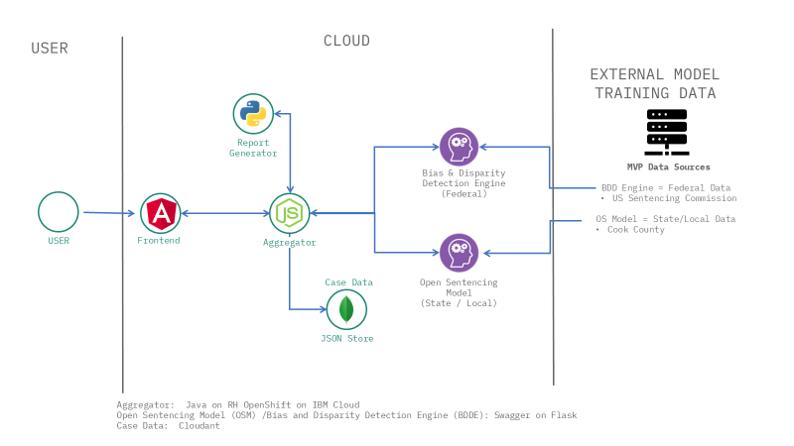 USER
CLOUD
EXTERNAL MODEL
TRAINING DATA
MVP Data Sources
Report
Generator
Bias & Disparity
Detection Engine
(Federal)
BDD Engine = Federal Data
• US Sentencing Commission
OS Model = State/Local Data
• Cook County
USER
A
Frontend
JS
Aggregator
Open Sentencing
Model
(State / Local)
Case Data
JSON Store
Aggregator:  Java on RH OpenShift on IBM Cloud
Open Sentencing Model (OSM) /Bias and Disparity Detection Engine (BDDE): Swagger on Flask
Case Data:  Cloudant